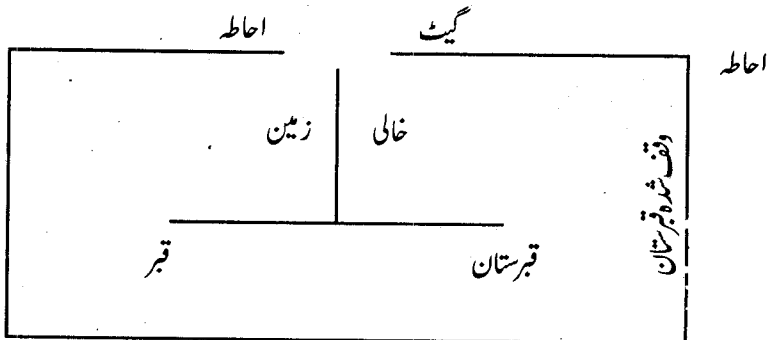 گیٹ احاطہ
احاطہ
خالی زمین
وقف شدہ قبرستان
قبرستان قبر